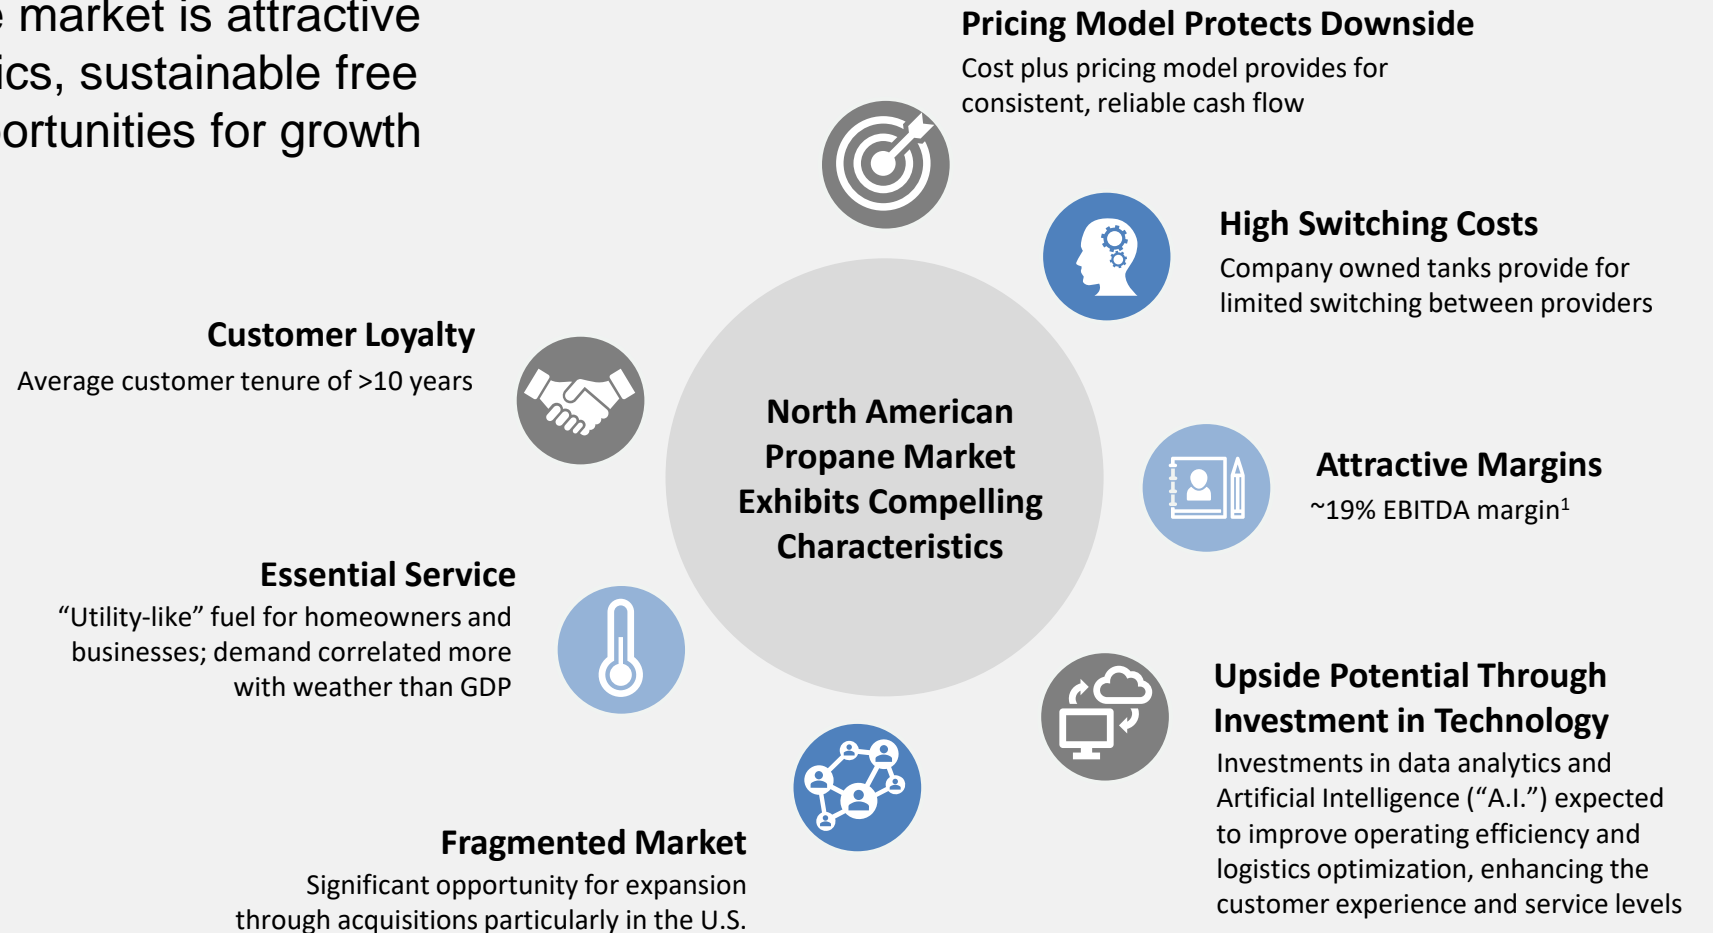 market is attractive
sustainable free
for growth
Pricing Model Protects Downside
Cost plus pricing model provides for
consistent, reliable cash flow
High Switching Costs
Company owned tanks provide for
limited switching between providers
Customer Loyalty
Average customer tenure of >10 years
North American
Propane Market
Exhibits Compelling
Characteristics
Attractive Margins
~19% EBITDA margin¹
Essential Service
“Utility-like” fuel for homeowners and
businesses; demand correlated more
with weather than GDP
Upside Potential Through
Investment in Technology
Investments in data analytics and
Artificial Intelligence (“A.I.”) expected
to improve operating efficiency and
logistics optimization, enhancing the
customer experience and service levels
Fragmented Market
Significant opportunity for expansion
through acquisitions particularly in the U.S.